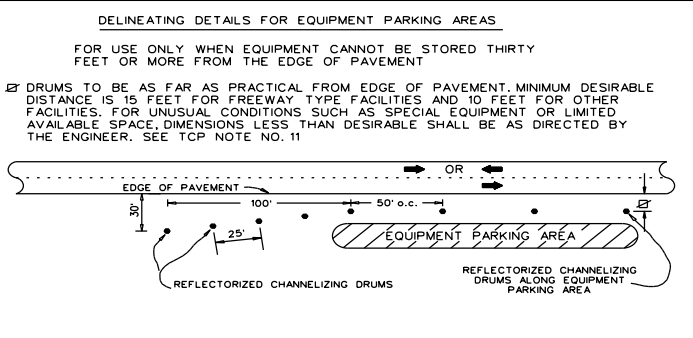 DELINEATING DETAILS FOR EQUIPMENT PARKING AREAS
FOR USE ONLY WHEN EQUIPMENT CANNOT BE STORED THIRTY
FEET OR MORE FROM THE EDGE OF PAVEMENT
DRUMS TO BE AS FAR AS PRACTICAL FROM EDGE OF PAVEMENT. MINIMUM DESIRABLE
DISTANCE IS 15 FEET FOR FREEWAY TYPE FACILITIES AND 10 FEET FOR OTHER
FACILITIES. FOR UNUSUAL CONDITIONS SUCH AS SPECIAL EQUIPMENT OR LIMITED
AVAILABLE SPACE, DIMENSIONS LESS THAN DESIRABLE SHALL BE AS DIRECTED BY
THE ENGINEER. SEE TCP NOTE NO. 11
OR
EDGE OF PAVEMENT
30'
100'
50' o.c.
25'
EQUIPMENT PARKING AREA
REFLECTORIZED CHANNELIZING DRUMS
REFLECTORIZED CHANNELIZING
DRUMS ALONG EQUIPMENT
PARKING AREA